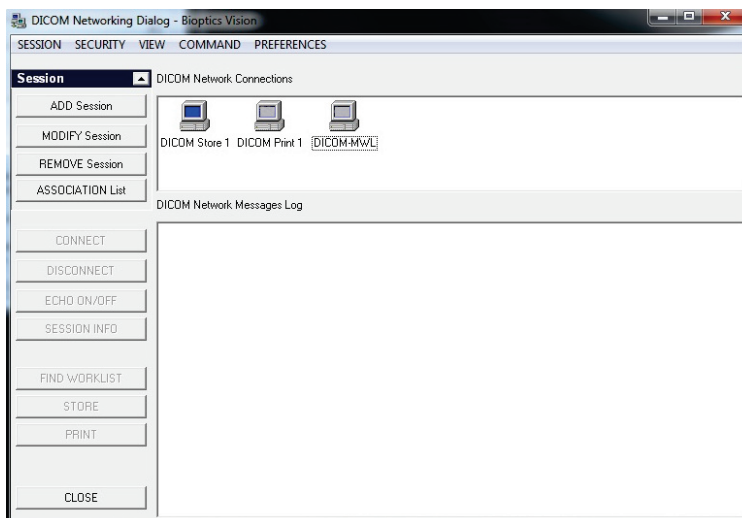 DICOM Networking Dialog - Bioptics Vision
SESSION SECURITY VIEW COMMAND PREFERENCES
Session
ADD Session
MODIFY Session
REMOVE Session
ASSOCIATION List
CONNECT
DISCONNECT
ECHO ON/OFF
SESSION INFO
FIND WORKLIST
STORE
PRINT
CLOSE
DICOM Network Connections
DICOM Store 1 DICOM Print 1 DICOM-MWL
DICOM Network Messages Log